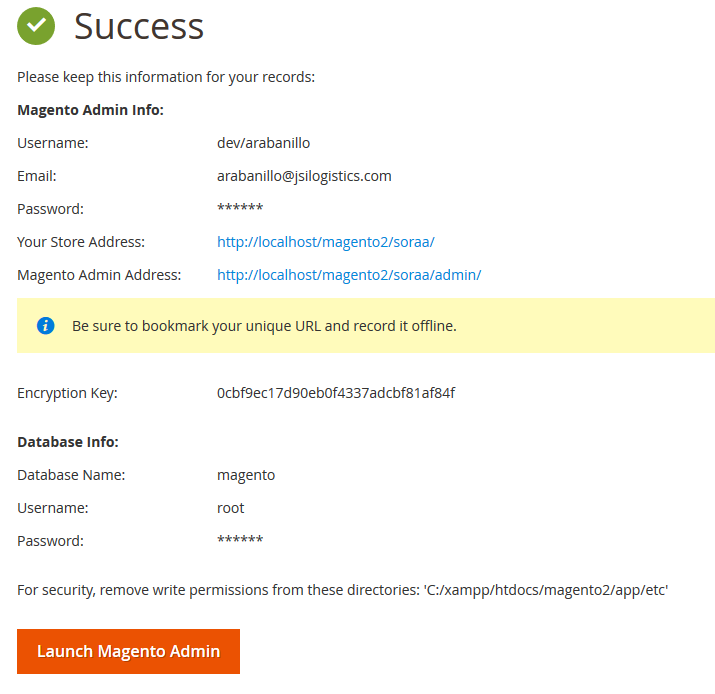 Success
Please keep this information for your records:
Magento Admin Info:
Username: dev/arabanillo
Email: arabanillo@jsilogistics.com
Password: ******
Your Store Address: http://localhost/magento2/soraa/
Magento Admin Address: http://localhost/magento2/soraa/admin/
Be sure to bookmark your unique URL and record it offline.
Encryption Key: 0cbf9ec17d90eb0f4337adcbf81af84f
Database Info:
Database Name: magento
Username: root
Password: ******
For security, remove write permissions from these directories: 'C:/xampp/htdocs/magento2/app/etc'
Launch Magento Admin